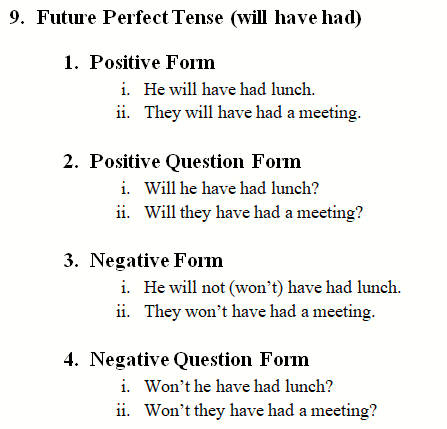 9. Future Perfect Tense (will have had)
1. Positive Form
i. He will have had lunch.
ii. They will have had a meeting.
2. Positive Question Form
i. Will he have had lunch?
ii. Will they have had a meeting?
3. Negative Form
i. He will not (won’t) have had lunch.
ii. They won’t have had a meeting.
4. Negative Question Form
i. Won’t he have had lunch?
ii. Won’t they have had a meeting?